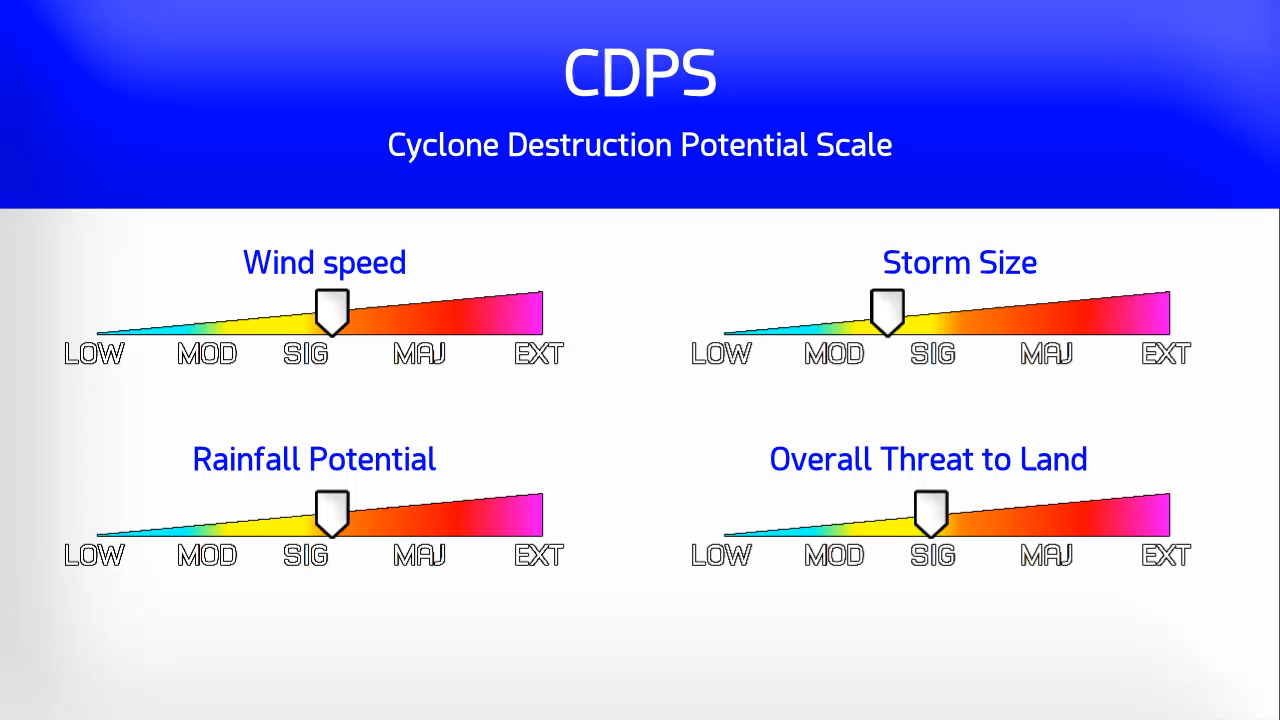 CDPS
Cyclone Destruction Potential Scale
Wind speed
LOW MOD SIG MAJ EXT
Storm Size
LOW MOD SIG MAJ EXT
Rainfall Potential
LOW MOD SIG MAJ EXT
Overall Threat to Land
LOW MOD SIG MAJ EXT